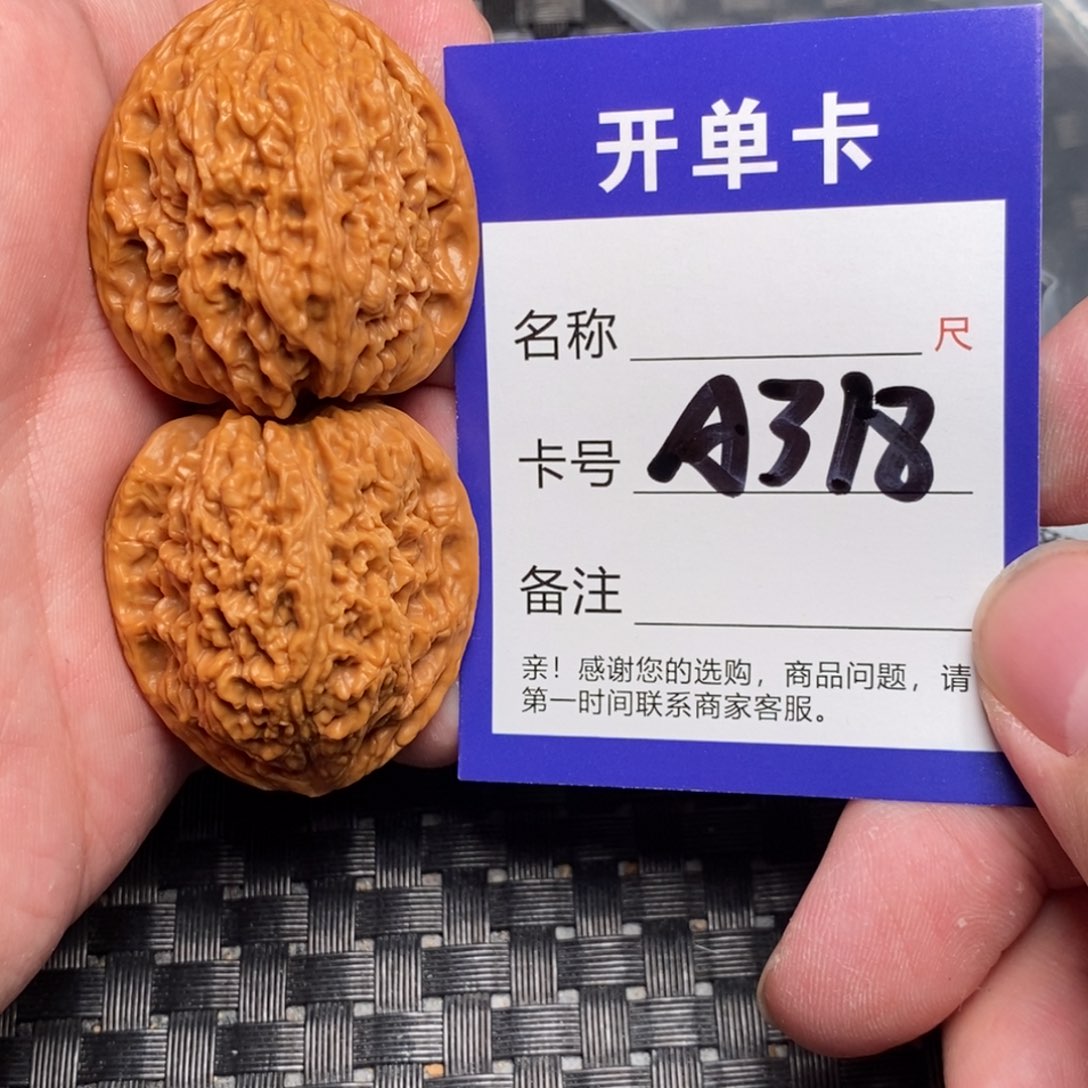 开单卡
名称 尺
卡号 A318
备注
亲！感谢您的选购，商品问题，请
第一时间联系商家客服。